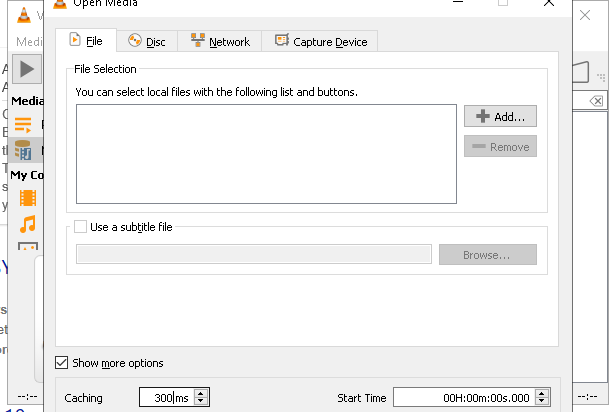 Open Media
Medi
File
Disc
Network
Capture Device
File Selection
You can select local files with the following list and buttons.
Add...
Remove
Media
My Co
Use a subtitle file
Browse...
Show more options
Caching
300 ms
Start Time
00H:00m:00s.000
--:--
--:--